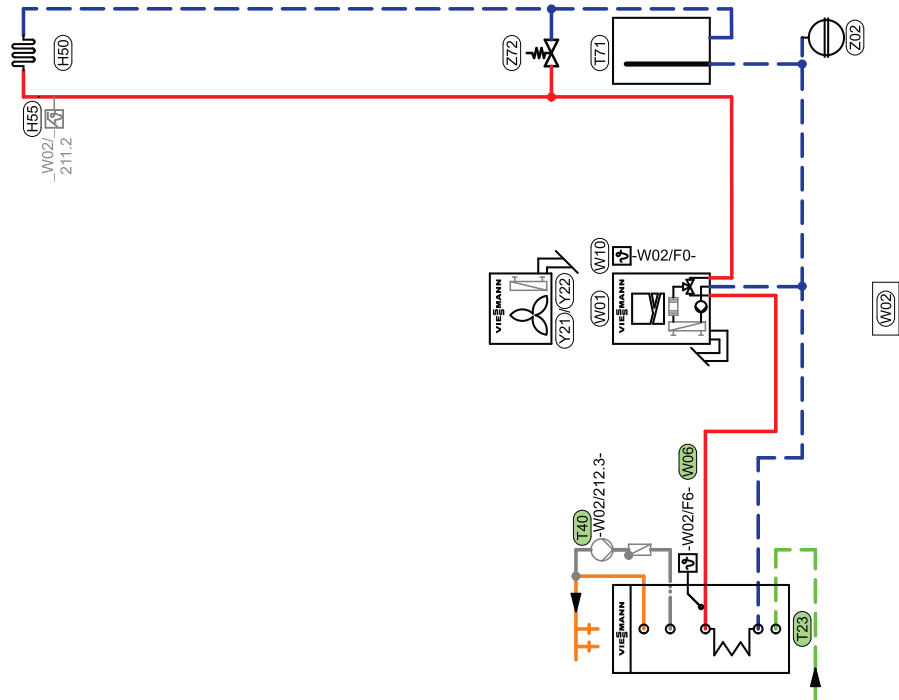 H50
H55
_W02/_
211.2
Z72
T71
Z02
VIESMANN
Y21/Y22
W10
-W02/F0-
W01
VIESMANN
W02
T40
-W02/212.3-
-W02/F6-
W06
VIESMANN
T23